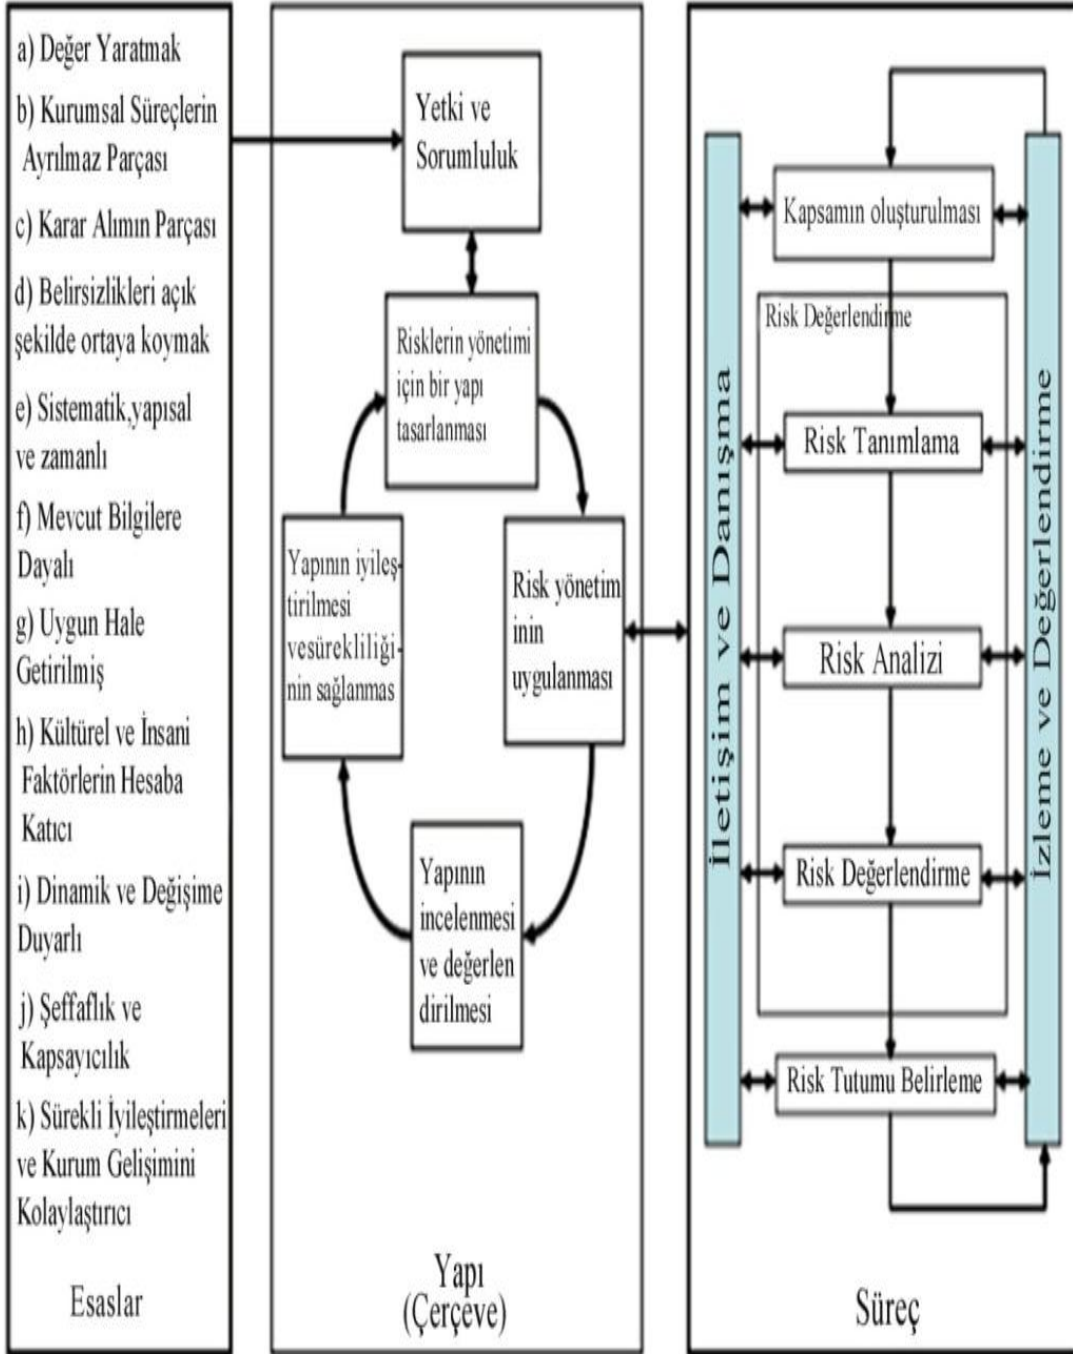 a) Değer Yaratmak
b) Kurumsal Süreçlerin
Ayrılmaz Parçası
c) Karar Alımın Parçası
d) Belirsizlikleri açık
şekilde ortaya koymak
e) Sistematik,yapısal
ve zamanlı
f) Mevcut Bilgilere
Dayalı
g) Uygun Hale
Getirilmiş
h) Kültürel ve İnsani
Faktörlerin Hesaba
Katıcı
i) Dinamik ve Değişime
Duyarlı
j) Şeffaflık ve
Kapsayıcılık
k) Sürekli İyileştirmeleri
ve Kurum Gelişimini
Kolaylaştırıcı
Esaslar
Yetki ve
Sorumluluk
Risklerin yönetimi
için bir yapı
tasarlanması
Risk yönetim
inin
uygulanması
Yapının incelenmesi
ve değerlen
dirilmesi
Yapının iyileş-
tirilmesi
vesürekliliği-
nin sağlanmas
Yapı
(Çerçeve)
İletişim ve Danışma
Kapsamın oluşturulması
Risk Değerlendirme
Risk Tanımlama
Risk Analizi
Risk Değerlendirme
Risk Tutumu Belirleme
İzleme ve Değerlendirme
Süreç